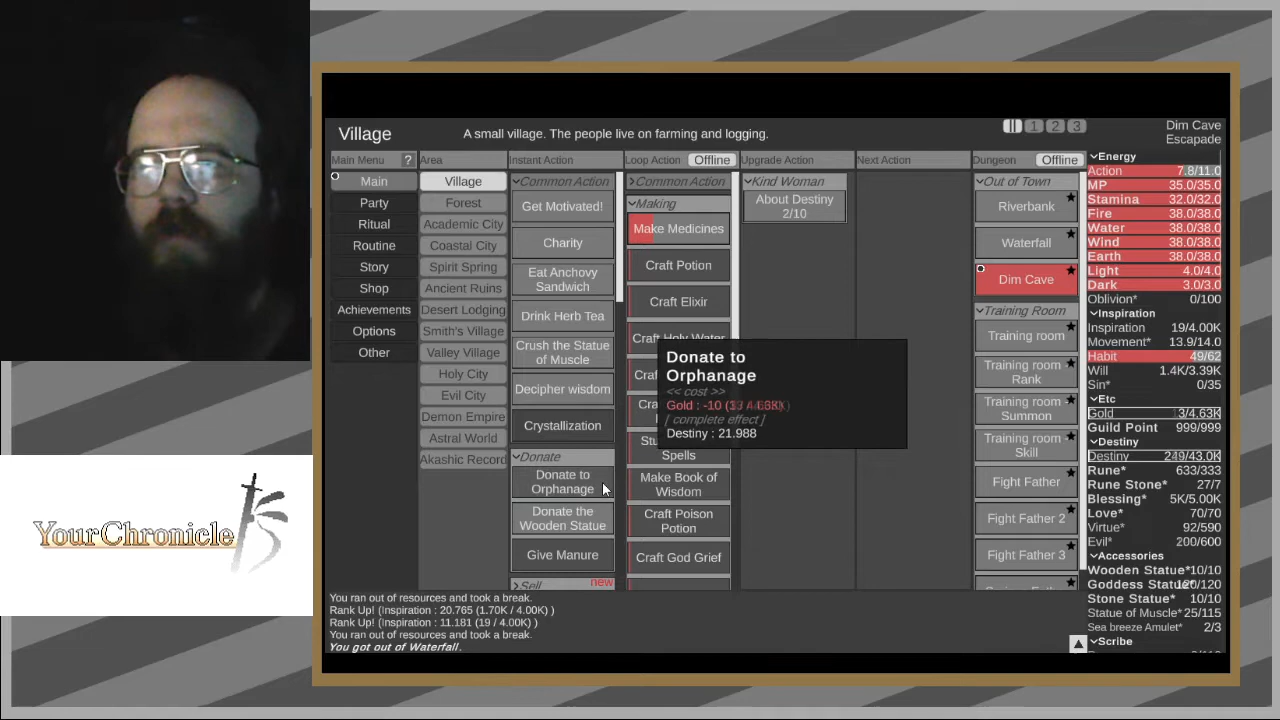 Village
A small village. The people live on farming and logging.
1 2 3
Dim Cave
Escapade
Main Menu ?
Area
Instant Action
Loop Action Offline
Upgrade Action
Next Action
Dungeon Offline
Main
Party
Ritual
Routine
Story
Shop
Achievements
Options
Other
Village
Forest
Academic City
Coastal City
Spirit Spring
Ancient Ruins
Desert Lodging
Smith's Village
Valley Village
Holy City
Evil City
Demon Empire
Astral World
Akashic Record
Common Action
Get Motivated!
Charity
Eat Anchovy
Sandwich
Drink Herb Tea
Crush the Statue
of Muscle
Decipher wisdom
Crystallization
Donate
Donate to
Orphanage
Donate the
Wooden Statue
Give Manure
Sell new
Common Action
Making
Make Medicines
Craft Potion
Craft Elixir
Craft Holy Water
Spells
Make Book of
Wisdom
Craft Poison
Potion
Craft God Grief
Kind Woman
About Destiny
2/10
Donate to
Orphanage
<< cost >>
Gold : -10
[ complete effect ]
Destiny : 21.988
Out of Town
Riverbank
Waterfall
Dim Cave
Training Room
Training room
Training room
Rank
Training room
Summon
Training room
Skill
Fight Father
Fight Father 2
Fight Father 3
Energy
Action 7.8/11.0
MP 35.0/35.0
Stamina 32.0/32.0
Fire 38.0/38.0
Water 38.0/38.0
Wind 38.0/38.0
Earth 38.0/38.0
Light 4.0/4.0
Dark 3.0/3.0
Oblivion* 0/100
Inspiration
Inspiration 19/4.00K
Movement* 13.9/14.0
Habit 49/62
Will 1.4K/3.39K
Sin* 0/35
Etc
Gold 3/4.63K
Guild Point 999/999
Destiny
Destiny 249/43.0K
Rune* 633/333
Rune Stone* 27/7
Blessing* 5K/5.00K
Love* 70/70
Virtue* 92/590
Evil* 200/600
Accessories
Wooden Statue* 10/10
Goddess Statue* 120/120
Stone Statue* 10/10
Statue of Muscle* 25/115
Sea breeze Amulet* 2/3
Scribe
You ran out of resources and took a break.
Rank Up! (Inspiration : 20.765 (1.70K / 4.00K) )
Rank Up! (Inspiration : 11.181 (19 / 4.00K) )
You ran out of resources and took a break.
You got out of Waterfall.
YourChronicle